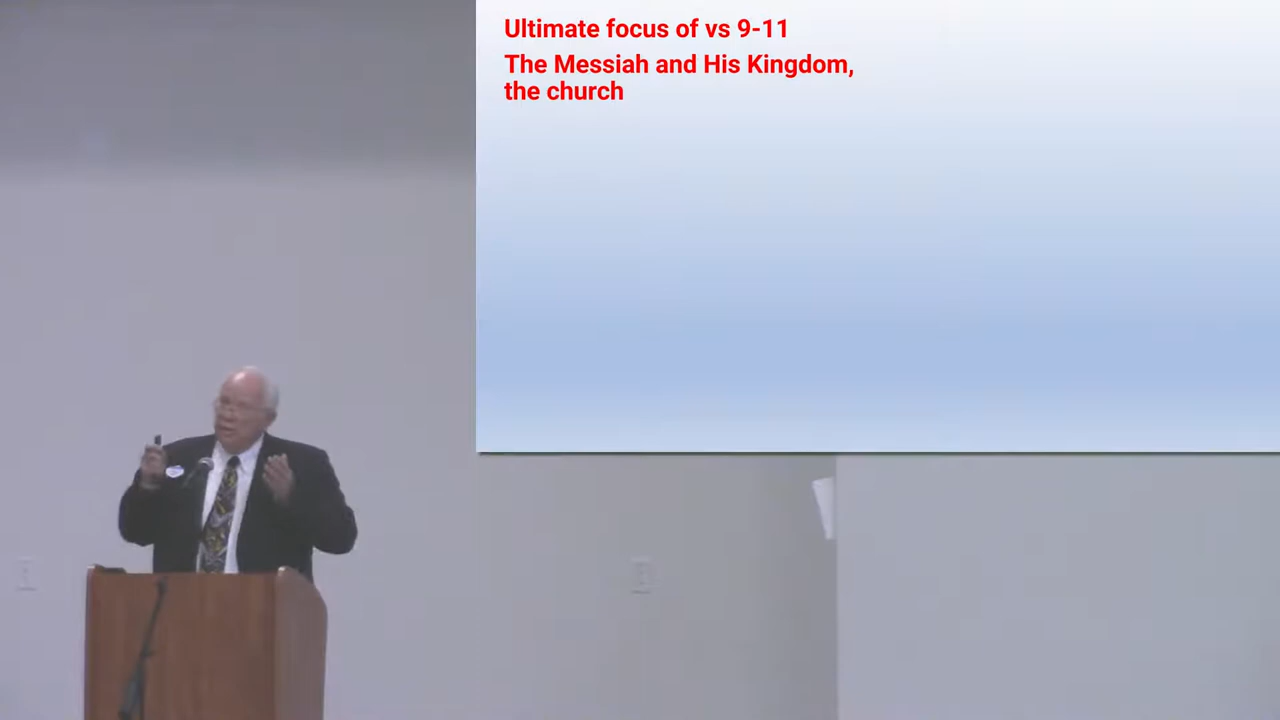 Ultimate focus of vs 9-11
The Messiah and His Kingdom,
the church